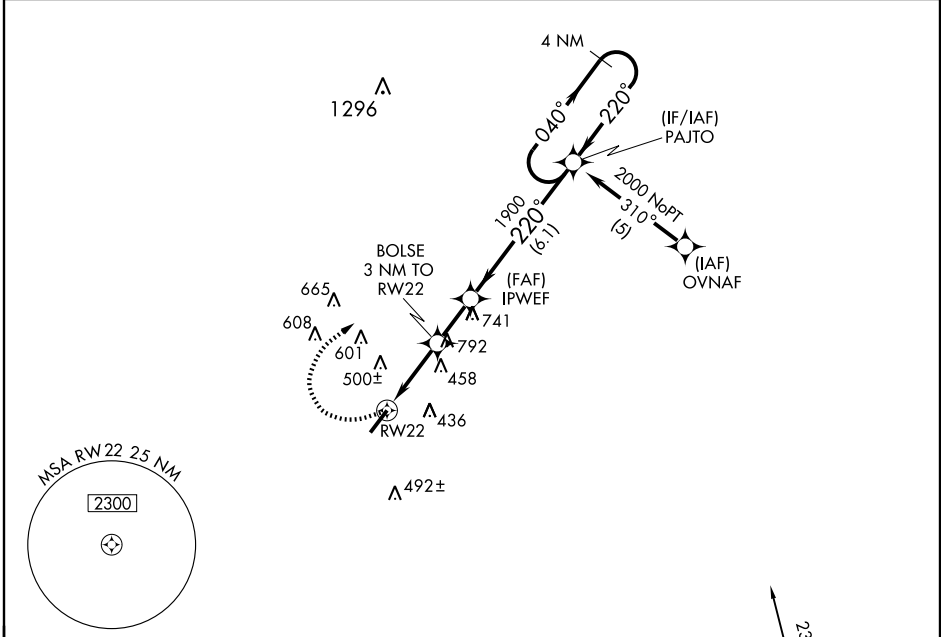 4 NM
1296
040°
220°
(IF/IAF)
PAJTO
2000 NoPT
310°
(5)
(IAF)
OVNAF
1900
220°
(6.1)
BOLSE
3 NM TO
RW22
(FAF)
IPWEF
665
741
608
601
792
500±
458
436
RW22
492±
MSA RW 22 25 NM
2300